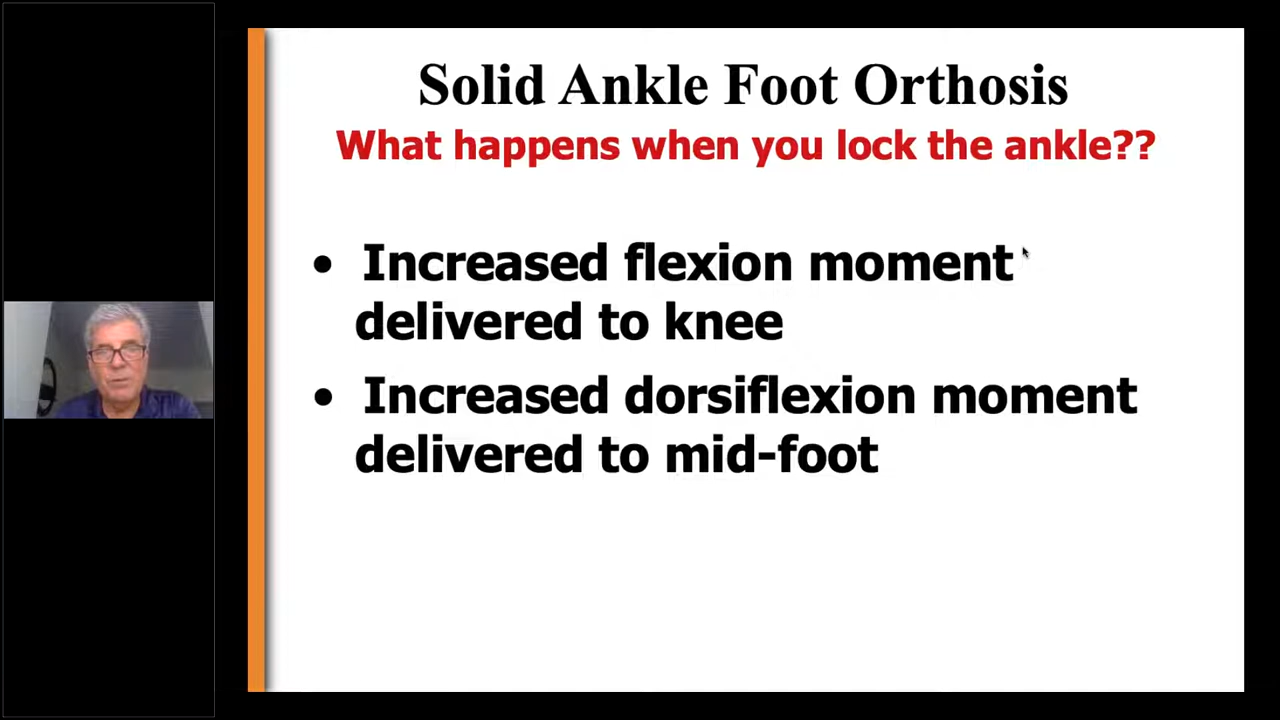 Solid Ankle Foot Orthosis
What happens when you lock the ankle??
• Increased flexion moment
delivered to knee
• Increased dorsiflexion moment
delivered to mid-foot